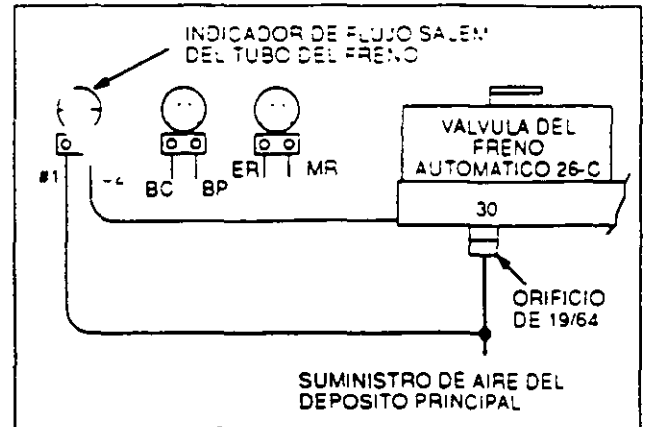 INDICADOR DE FLUJO SALEM
DEL TUBO DEL FRENO
VALVULA DEL
FRENO
AUTOMATICO 26-C
#1
BC
BP
ER
MR
30
ORIFICIO
DE 19/64
SUMINISTRO DE AIRE DEL
DEPOSITO PRINCIPAL